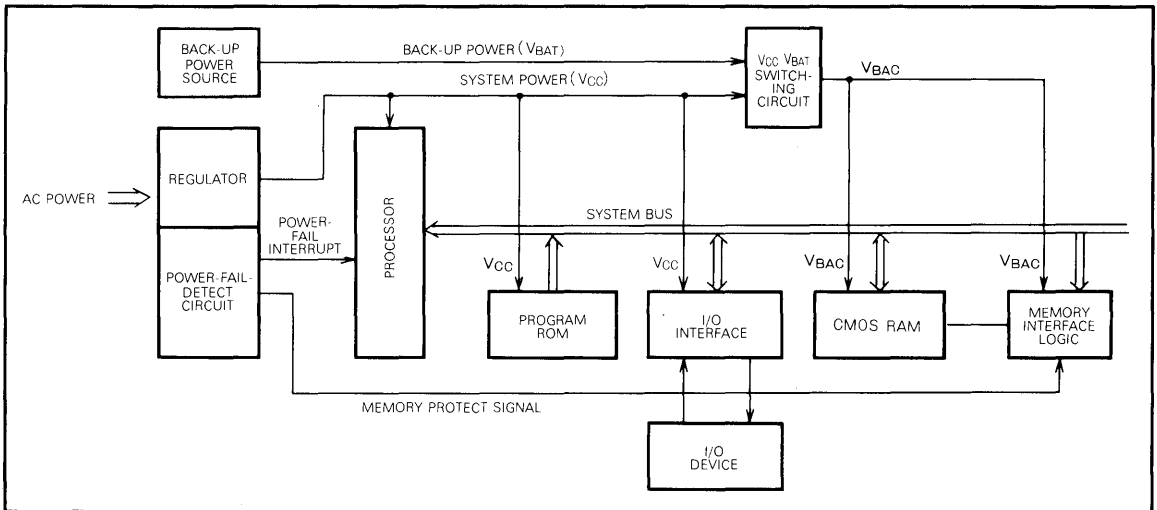 BACK-UP
POWER
SOURCE
BACK-UP POWER (VBAT)
SYSTEM POWER (VCC)
VCC VBAT
SWITCH-
ING
CIRCUIT
VBAC
REGULATOR
AC POWER
POWER-
FAIL
INTERRUPT
POWER-FAIL-
DETECT
CIRCUIT
PROCESSOR
SYSTEM BUS
VCC
VCC
VBAC
VBAC
PROGRAM
ROM
I/O
INTERFACE
CMOS RAM
MEMORY
INTERFACE
LOGIC
MEMORY PROTECT SIGNAL
I/O
DEVICE